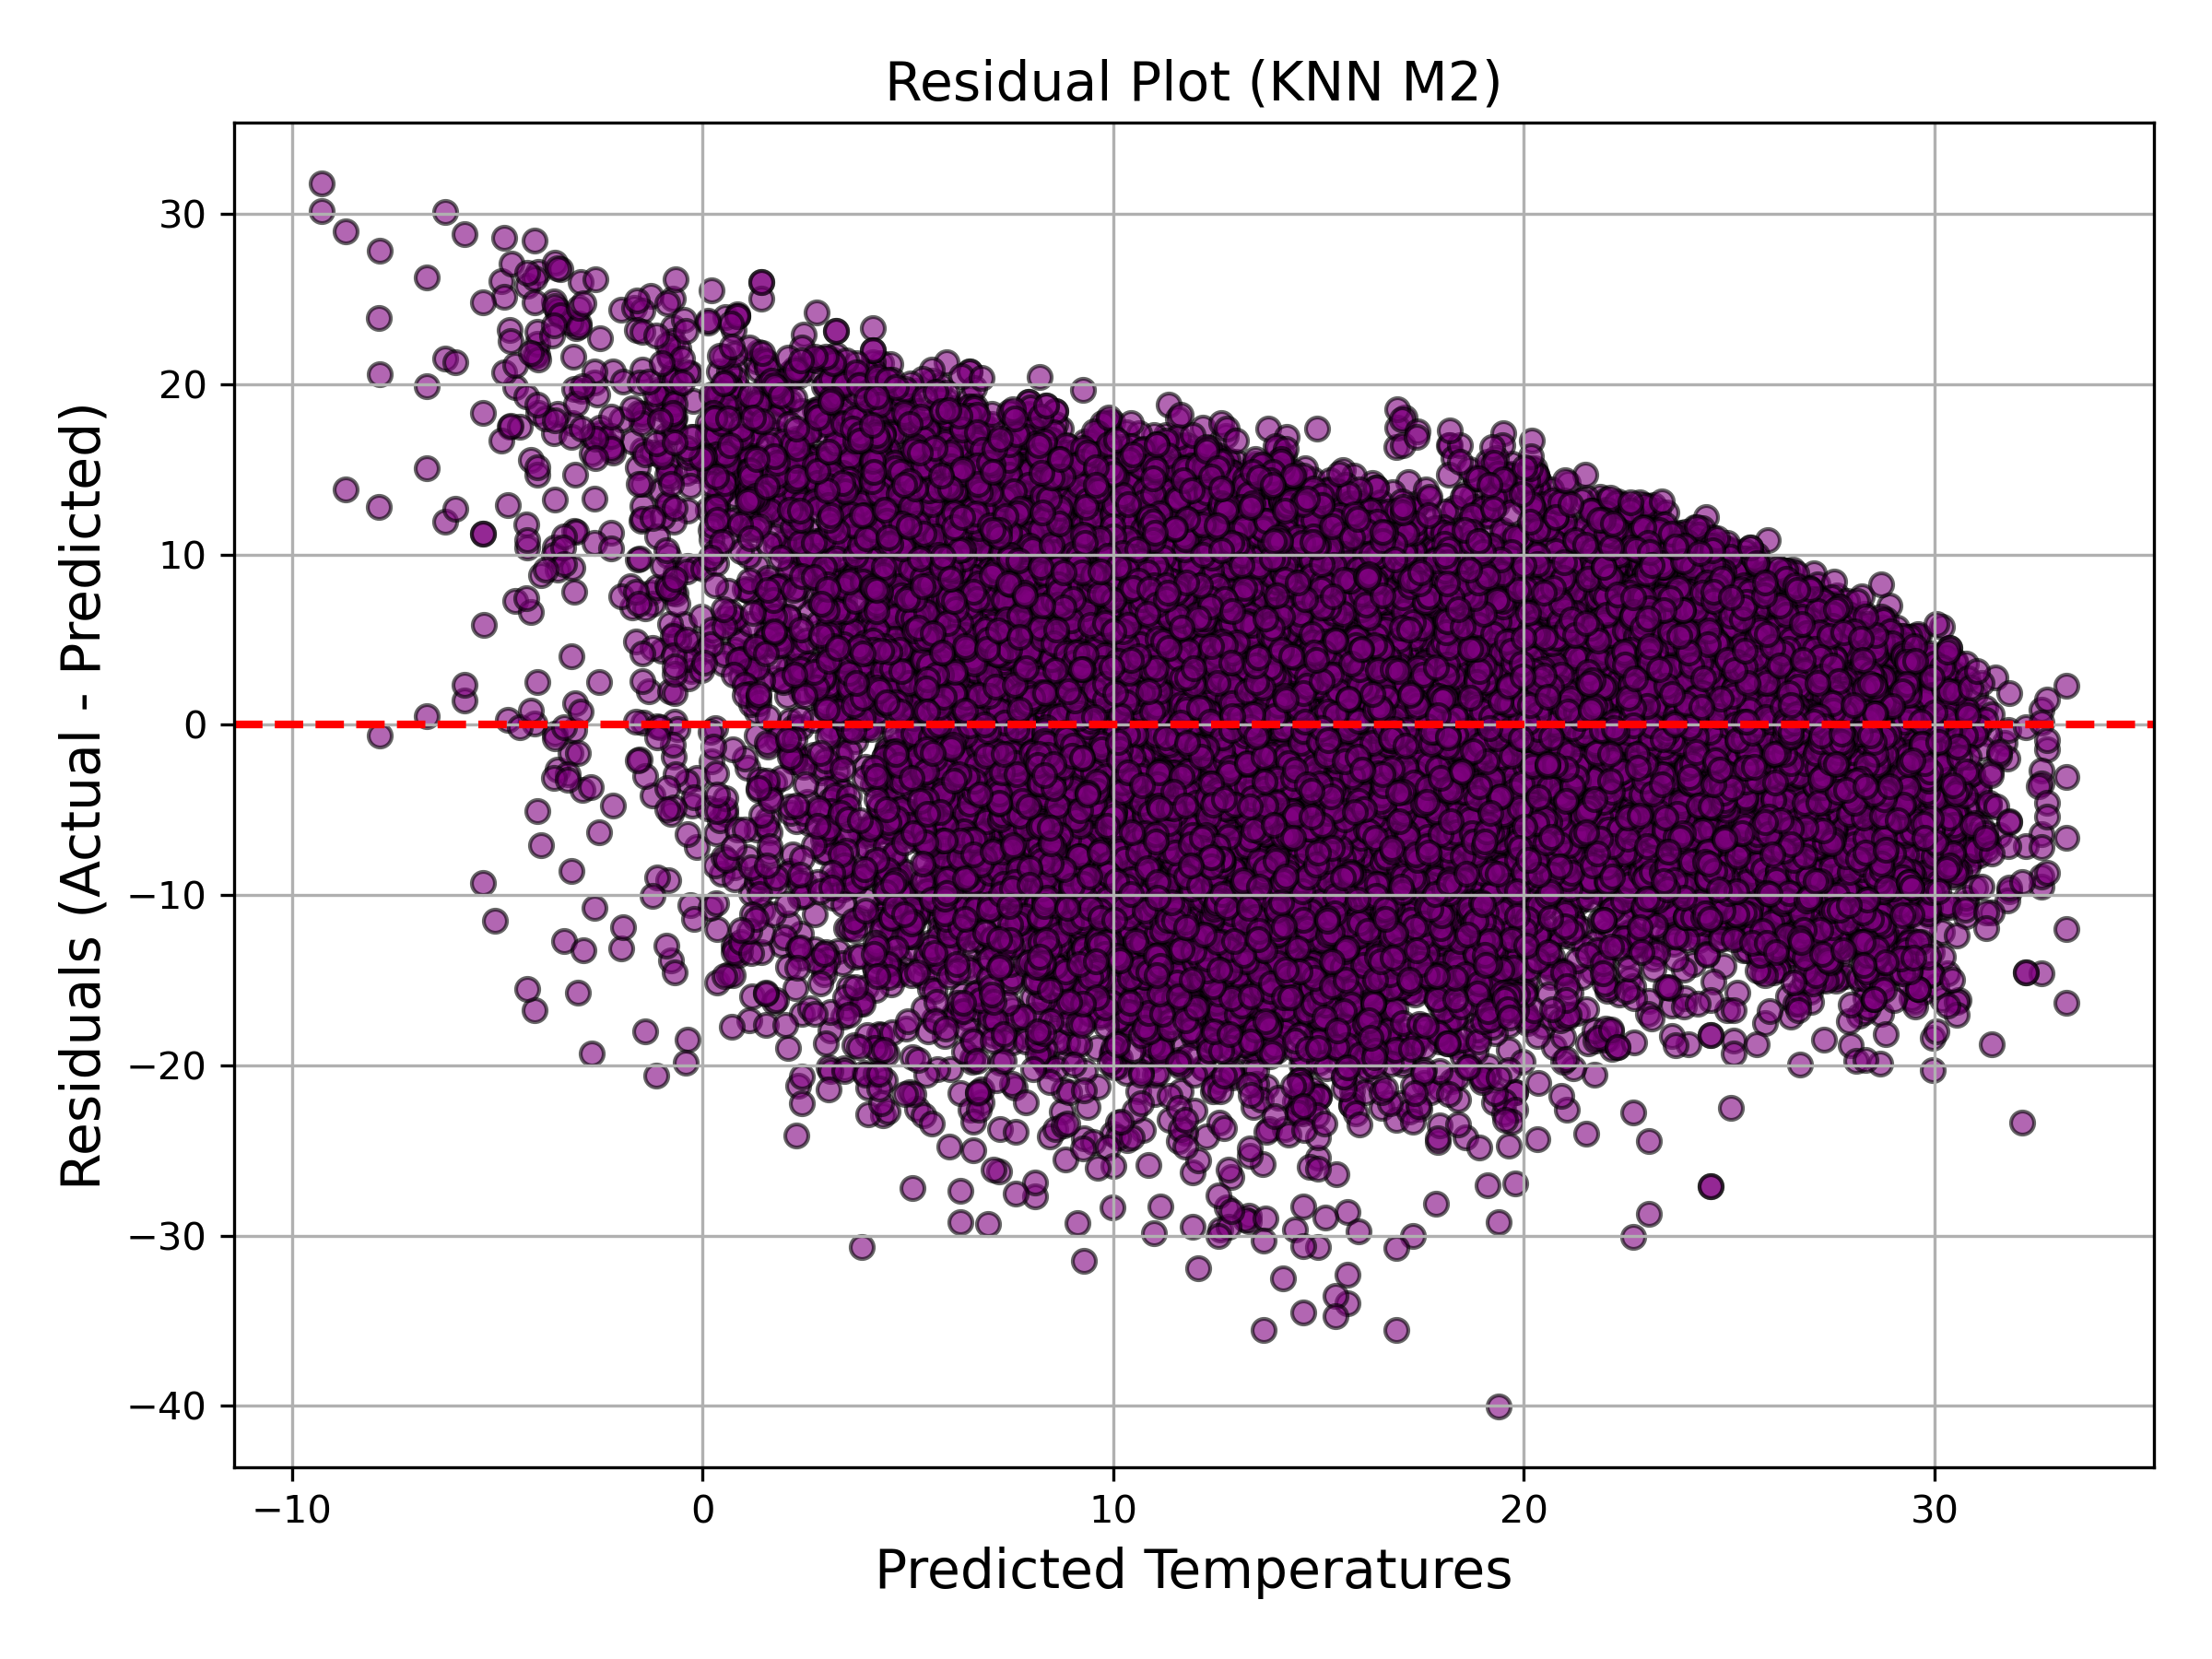 Residual Plot (KNN M2)
Residuals (Actual - Predicted)
30
20
10
0
−10
−20
−30
−40
−10 0 10 20 30
Predicted Temperatures